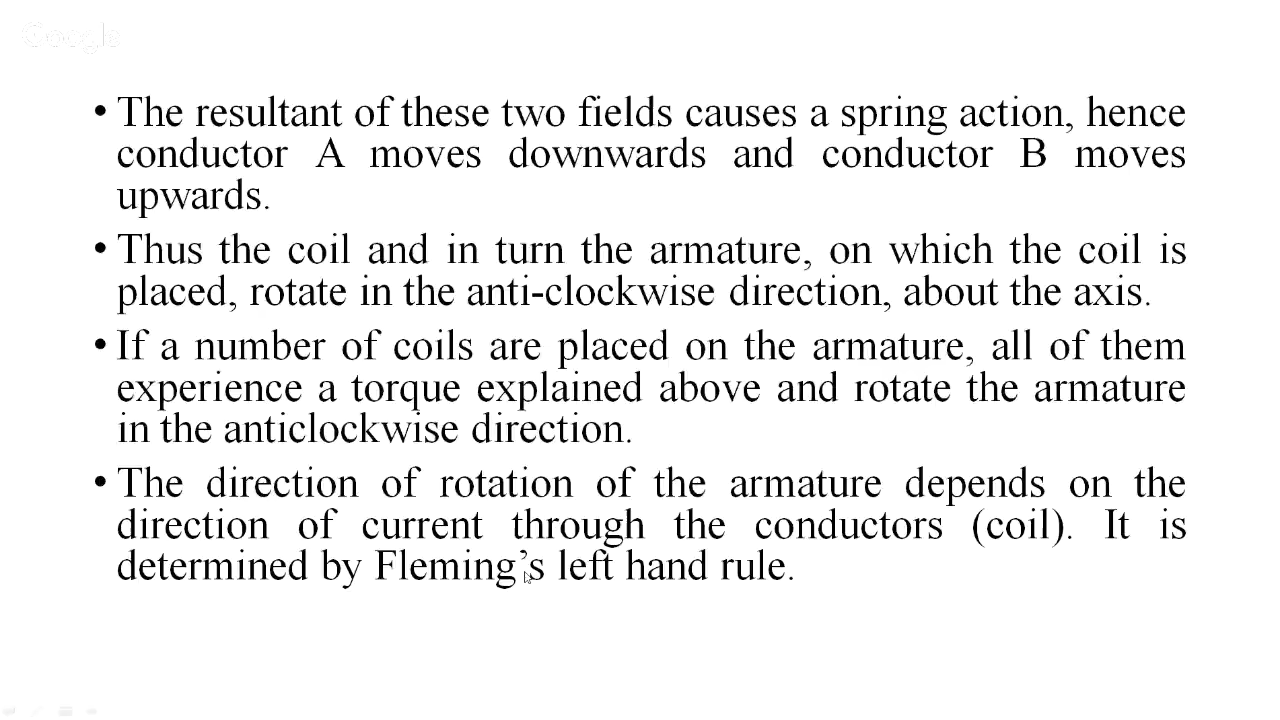 Google
• The resultant of these two fields causes a spring action, hence
conductor A moves downwards and conductor B moves
upwards.
• Thus the coil and in turn the armature, on which the coil is
placed, rotate in the anti-clockwise direction, about the axis.
• If a number of coils are placed on the armature, all of them
experience a torque explained above and rotate the armature
in the anticlockwise direction.
• The direction of rotation of the armature depends on the
direction of current through the conductors (coil). It is
determined by Fleming’s left hand rule.